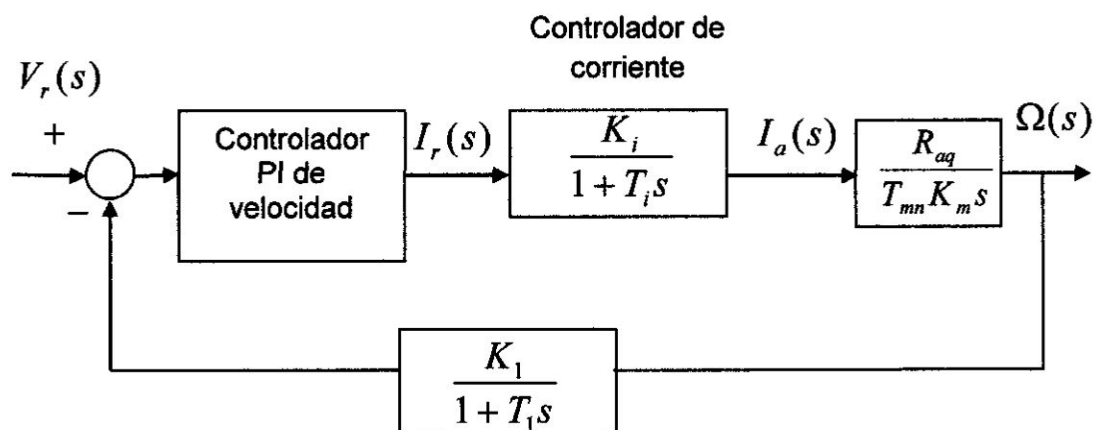 Controlador de
corriente
V_r(s)
+
−
Controlador
PI de
velocidad
I_r(s)
K_i
1 + T_i s
I_a(s)
R_aq
T_mn K_m s
Ω(s)
K_1
1 + T_1 s